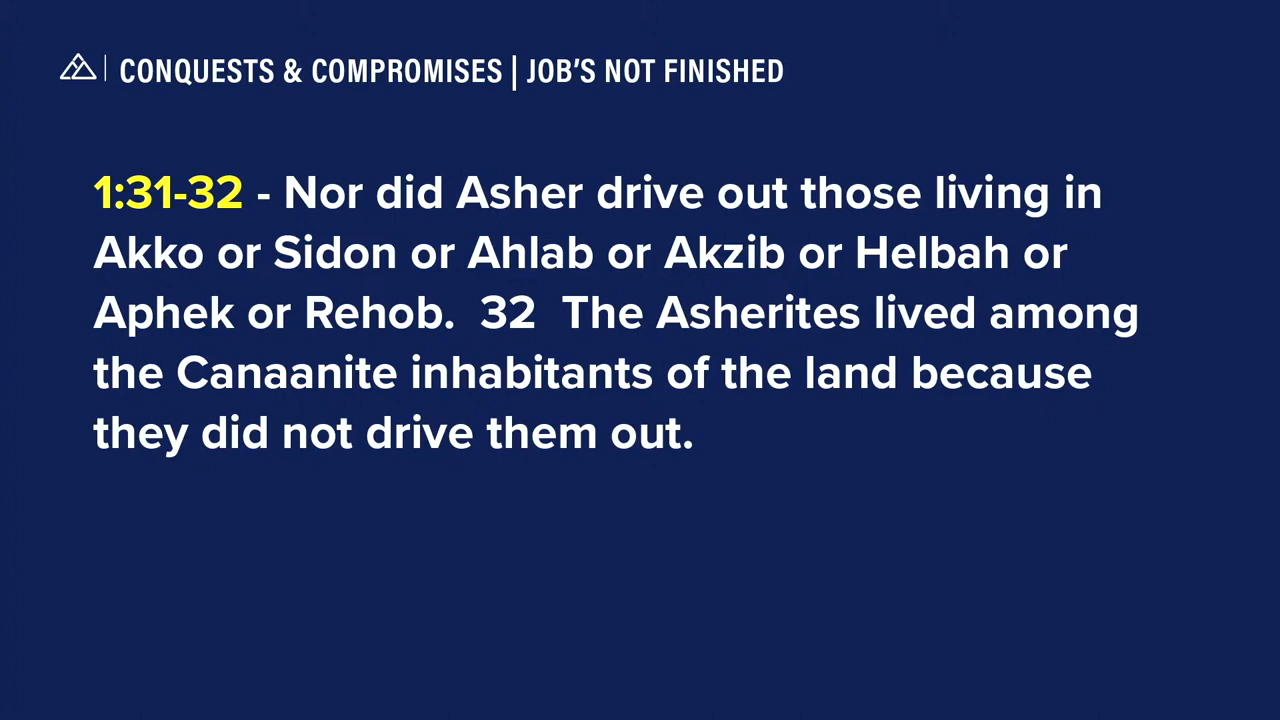 CONQUESTS & COMPROMISES | JOB'S NOT FINISHED
1:31-32 - Nor did Asher drive out those living in
Akko or Sidon or Ahlab or Akzib or Helbah or
Aphek or Rehob.  32  The Asherites lived among
the Canaanite inhabitants of the land because
they did not drive them out.